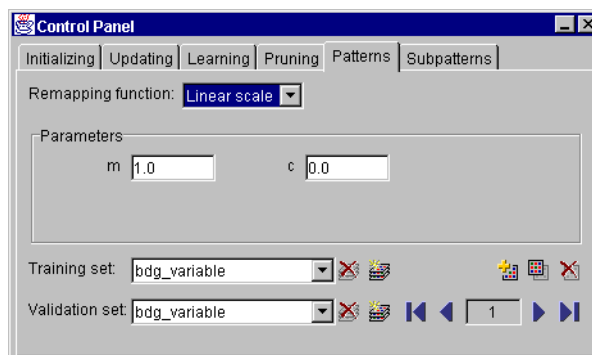 Control Panel
Initializing Updating Learning Pruning Patterns Subpatterns
Remapping function: Linear scale
Parameters
m 1.0 c 0.0
Training set: bdg_variable
Validation set: bdg_variable 1